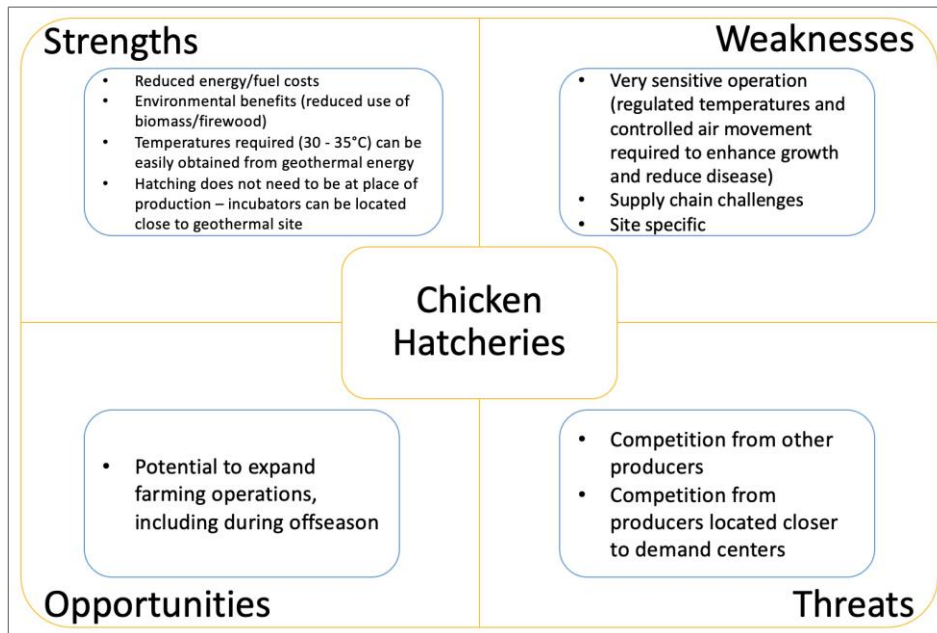 Strengths
• Reduced energy/fuel costs
• Environmental benefits (reduced use of
biomass/firewood)
• Temperatures required (30 - 35°C) can be
easily obtained from geothermal energy
• Hatching does not need to be at place of
production – incubators can be located
close to geothermal site
Weaknesses
• Very sensitive operation
(regulated temperatures and
controlled air movement
required to enhance growth
and reduce disease)
• Supply chain challenges
• Site specific
Chicken
Hatcheries
• Potential to expand
farming operations,
including during offseason
Opportunities
• Competition from other
producers
• Competition from
producers located closer
to demand centers
Threats